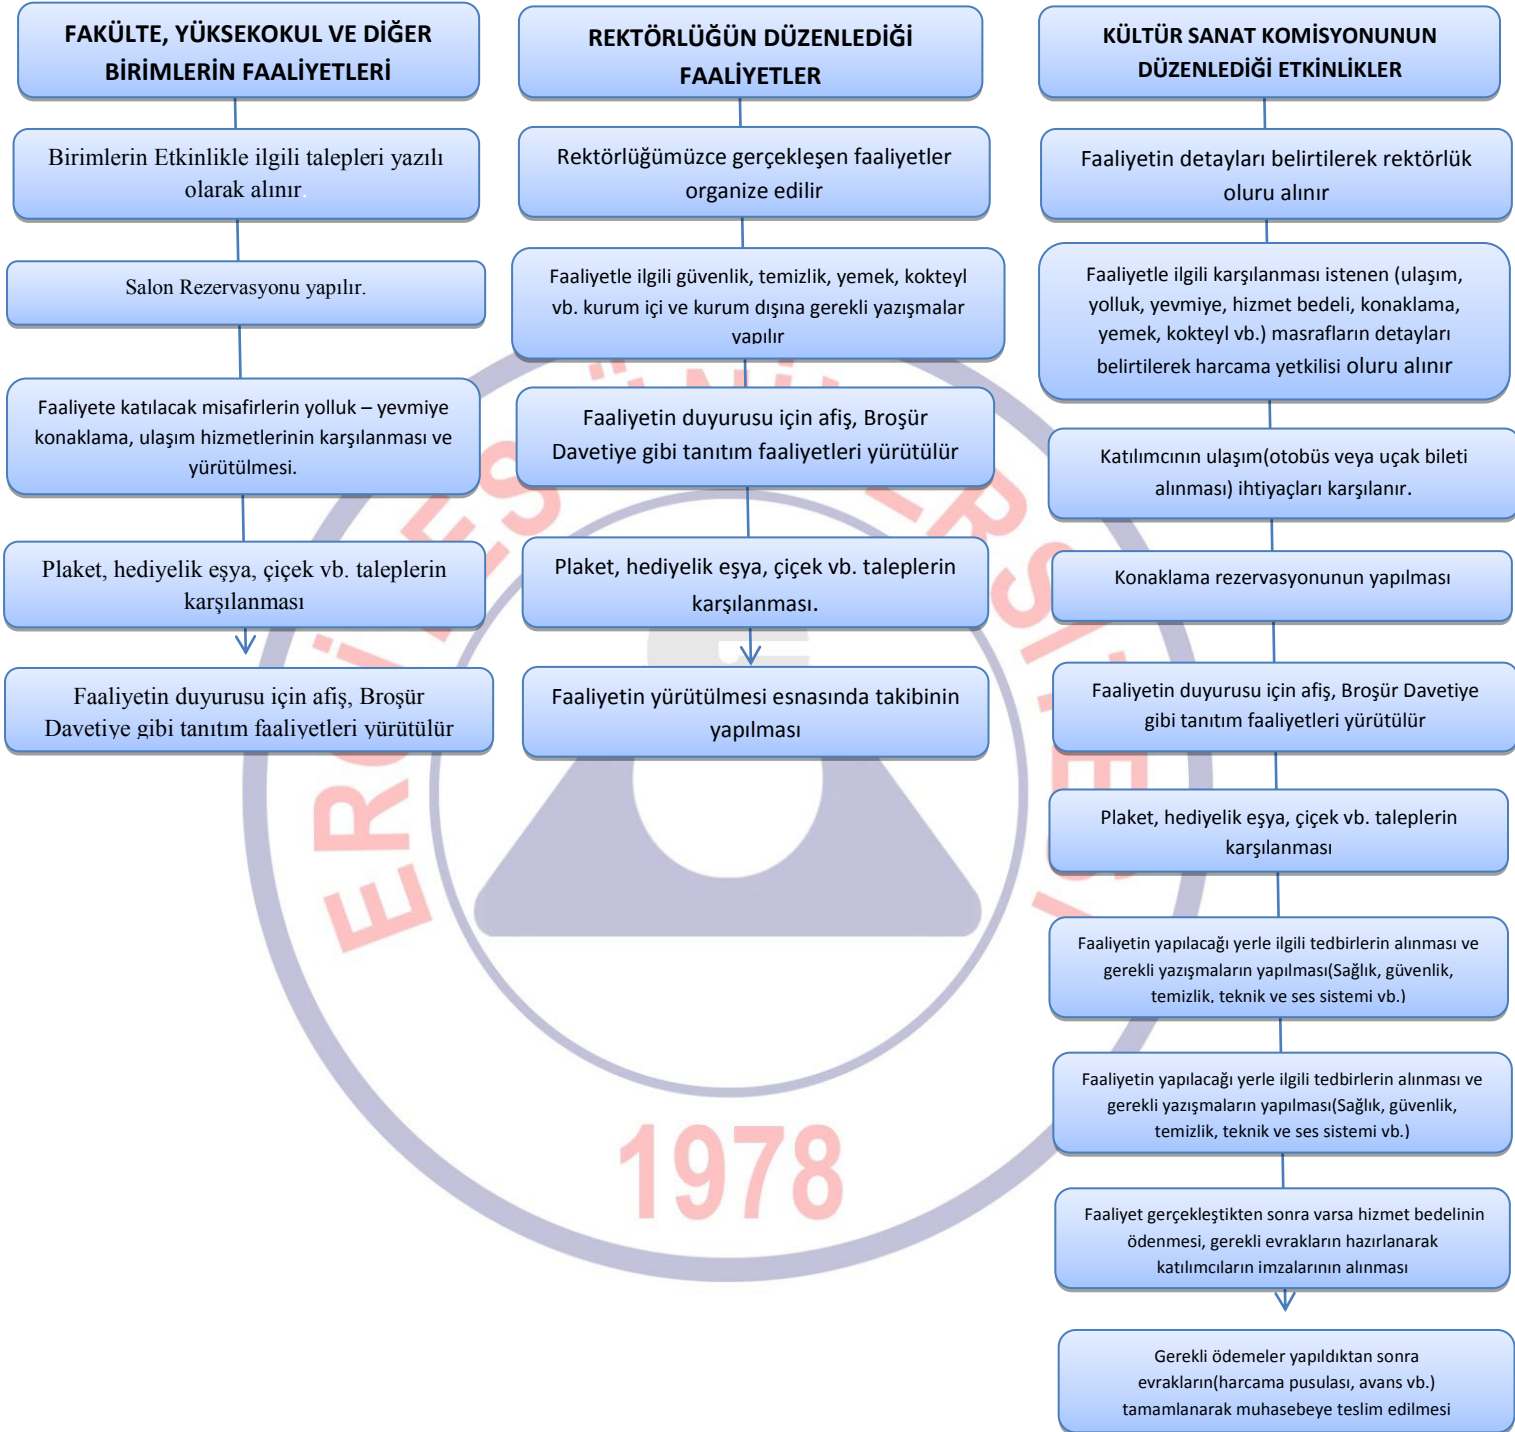 FAKÜLTE, YÜKSEKOKUL VE DİĞER
BİRİMLERİN FAALİYETLERİ
Birimlerin Etkinlikle ilgili talepleri yazılı
olarak alınır.
Salon Rezervasyonu yapılır.
Faaliyete katılacak misafirlerin yolluk – yevmiye
konaklama, ulaşım hizmetlerinin karşılanması ve
yürütülmesi.
Plaket, hediyelik eşya, çiçek vb. taleplerin
karşılanması
Faaliyetin duyurusu için afiş, Broşür
Davetiye gibi tanıtım faaliyetleri yürütülür
REKTÖRLÜĞÜN DÜZENLEDİĞİ
FAALİYETLER
Rektörlüğümüzce gerçekleşen faaliyetler
organize edilir
Faaliyetle ilgili güvenlik, temizlik, yemek, kokteyl
vb. kurum içi ve kurum dışına gerekli yazışmalar
yapılır
Faaliyetin duyurusu için afiş, Broşür
Davetiye gibi tanıtım faaliyetleri yürütülür
Plaket, hediyelik eşya, çiçek vb. taleplerin
karşılanması.
Faaliyetin yürütülmesi esnasında takibinin
yapılması
KÜLTÜR SANAT KOMİSYONUNUN
DÜZENLEDİĞİ ETKİNLİKLER
Faaliyetin detayları belirtilerek rektörlük
oluru alınır
Faaliyetle ilgili karşılanması istenen (ulaşım,
yolluk, yevmiye, hizmet bedeli, konaklama,
yemek, kokteyl vb.) masrafların detayları
belirtilerek harcama yetkilisi oluru alınır
Katılımcının ulaşım(otobüs veya uçak bileti
alınması) ihtiyaçları karşılanır.
Konaklama rezervasyonunun yapılması
Faaliyetin duyurusu için afiş, Broşür Davetiye
gibi tanıtım faaliyetleri yürütülür
Plaket, hediyelik eşya, çiçek vb. taleplerin
karşılanması
Faaliyetin yapılacağı yerle ilgili tedbirlerin alınması ve
gerekli yazışmaların yapılması(Sağlık, güvenlik,
temizlik, teknik ve ses sistemi vb.)
Faaliyetin yapılacağı yerle ilgili tedbirlerin alınması ve
gerekli yazışmaların yapılması(Sağlık, güvenlik,
temizlik, teknik ve ses sistemi vb.)
Faaliyet gerçekleştikten sonra varsa hizmet bedelinin
ödenmesi, gerekli evrakların hazırlanarak
katılımcıların imzalarının alınması
Gerekli ödemeler yapıldıktan sonra
evrakların(harcama pusulası, avans vb.)
tamamlanarak muhasebeye teslim edilmesi
1978